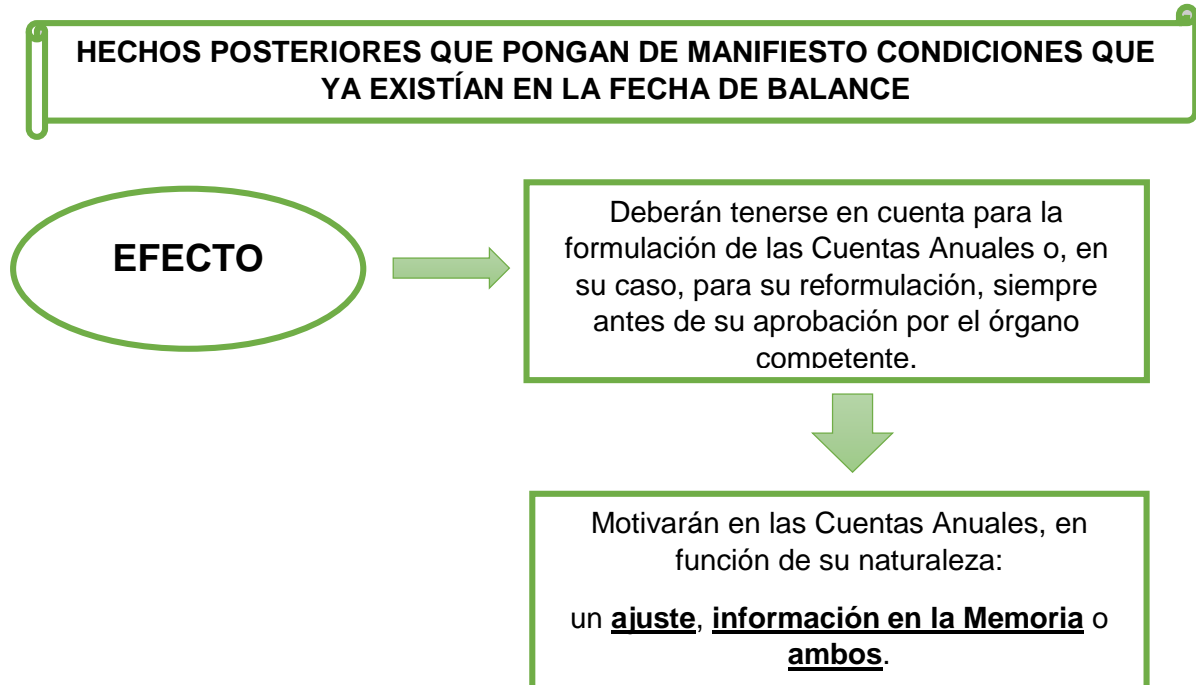 HECHOS POSTERIORES QUE PONGAN DE MANIFIESTO CONDICIONES QUE
YA EXISTÍAN EN LA FECHA DE BALANCE
EFECTO
Deberán tenerse en cuenta para la
formulación de las Cuentas Anuales o, en
su caso, para su reformulación, siempre
antes de su aprobación por el órgano
competente.
Motivarán en las Cuentas Anuales, en
función de su naturaleza:
un ajuste, información en la Memoria o
ambos.